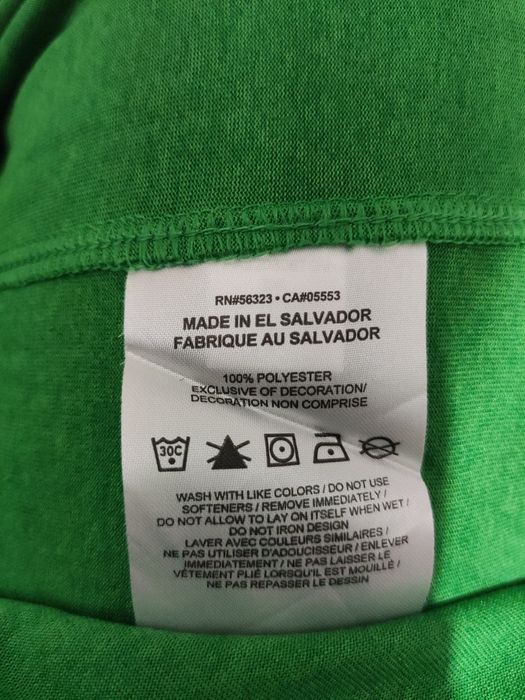 RN#56323 • CA#05553
MADE IN EL SALVADOR
FABRIQUE AU SALVADOR
100% POLYESTER
EXCLUSIVE OF DECORATION/
DECORATION NON COMPRISE
30C
WASH WITH LIKE COLORS / DO NOT USE
SOFTENERS / REMOVE IMMEDIATELY /
DO NOT ALLOW TO LAY ON ITSELF WHEN WET /
DO NOT IRON DESIGN
LAVER AVEC COULEURS SIMILAIRES /
NE PAS UTILISER D'ADOUCISSEUR / ENLEVER
IMMEDIATEMENT / NE PAS LAISSER LE
VÊTEMENT PLIÉ LORSQU'IL EST MOUILLÉ /
NE PAS REPASSER LE DESSIN